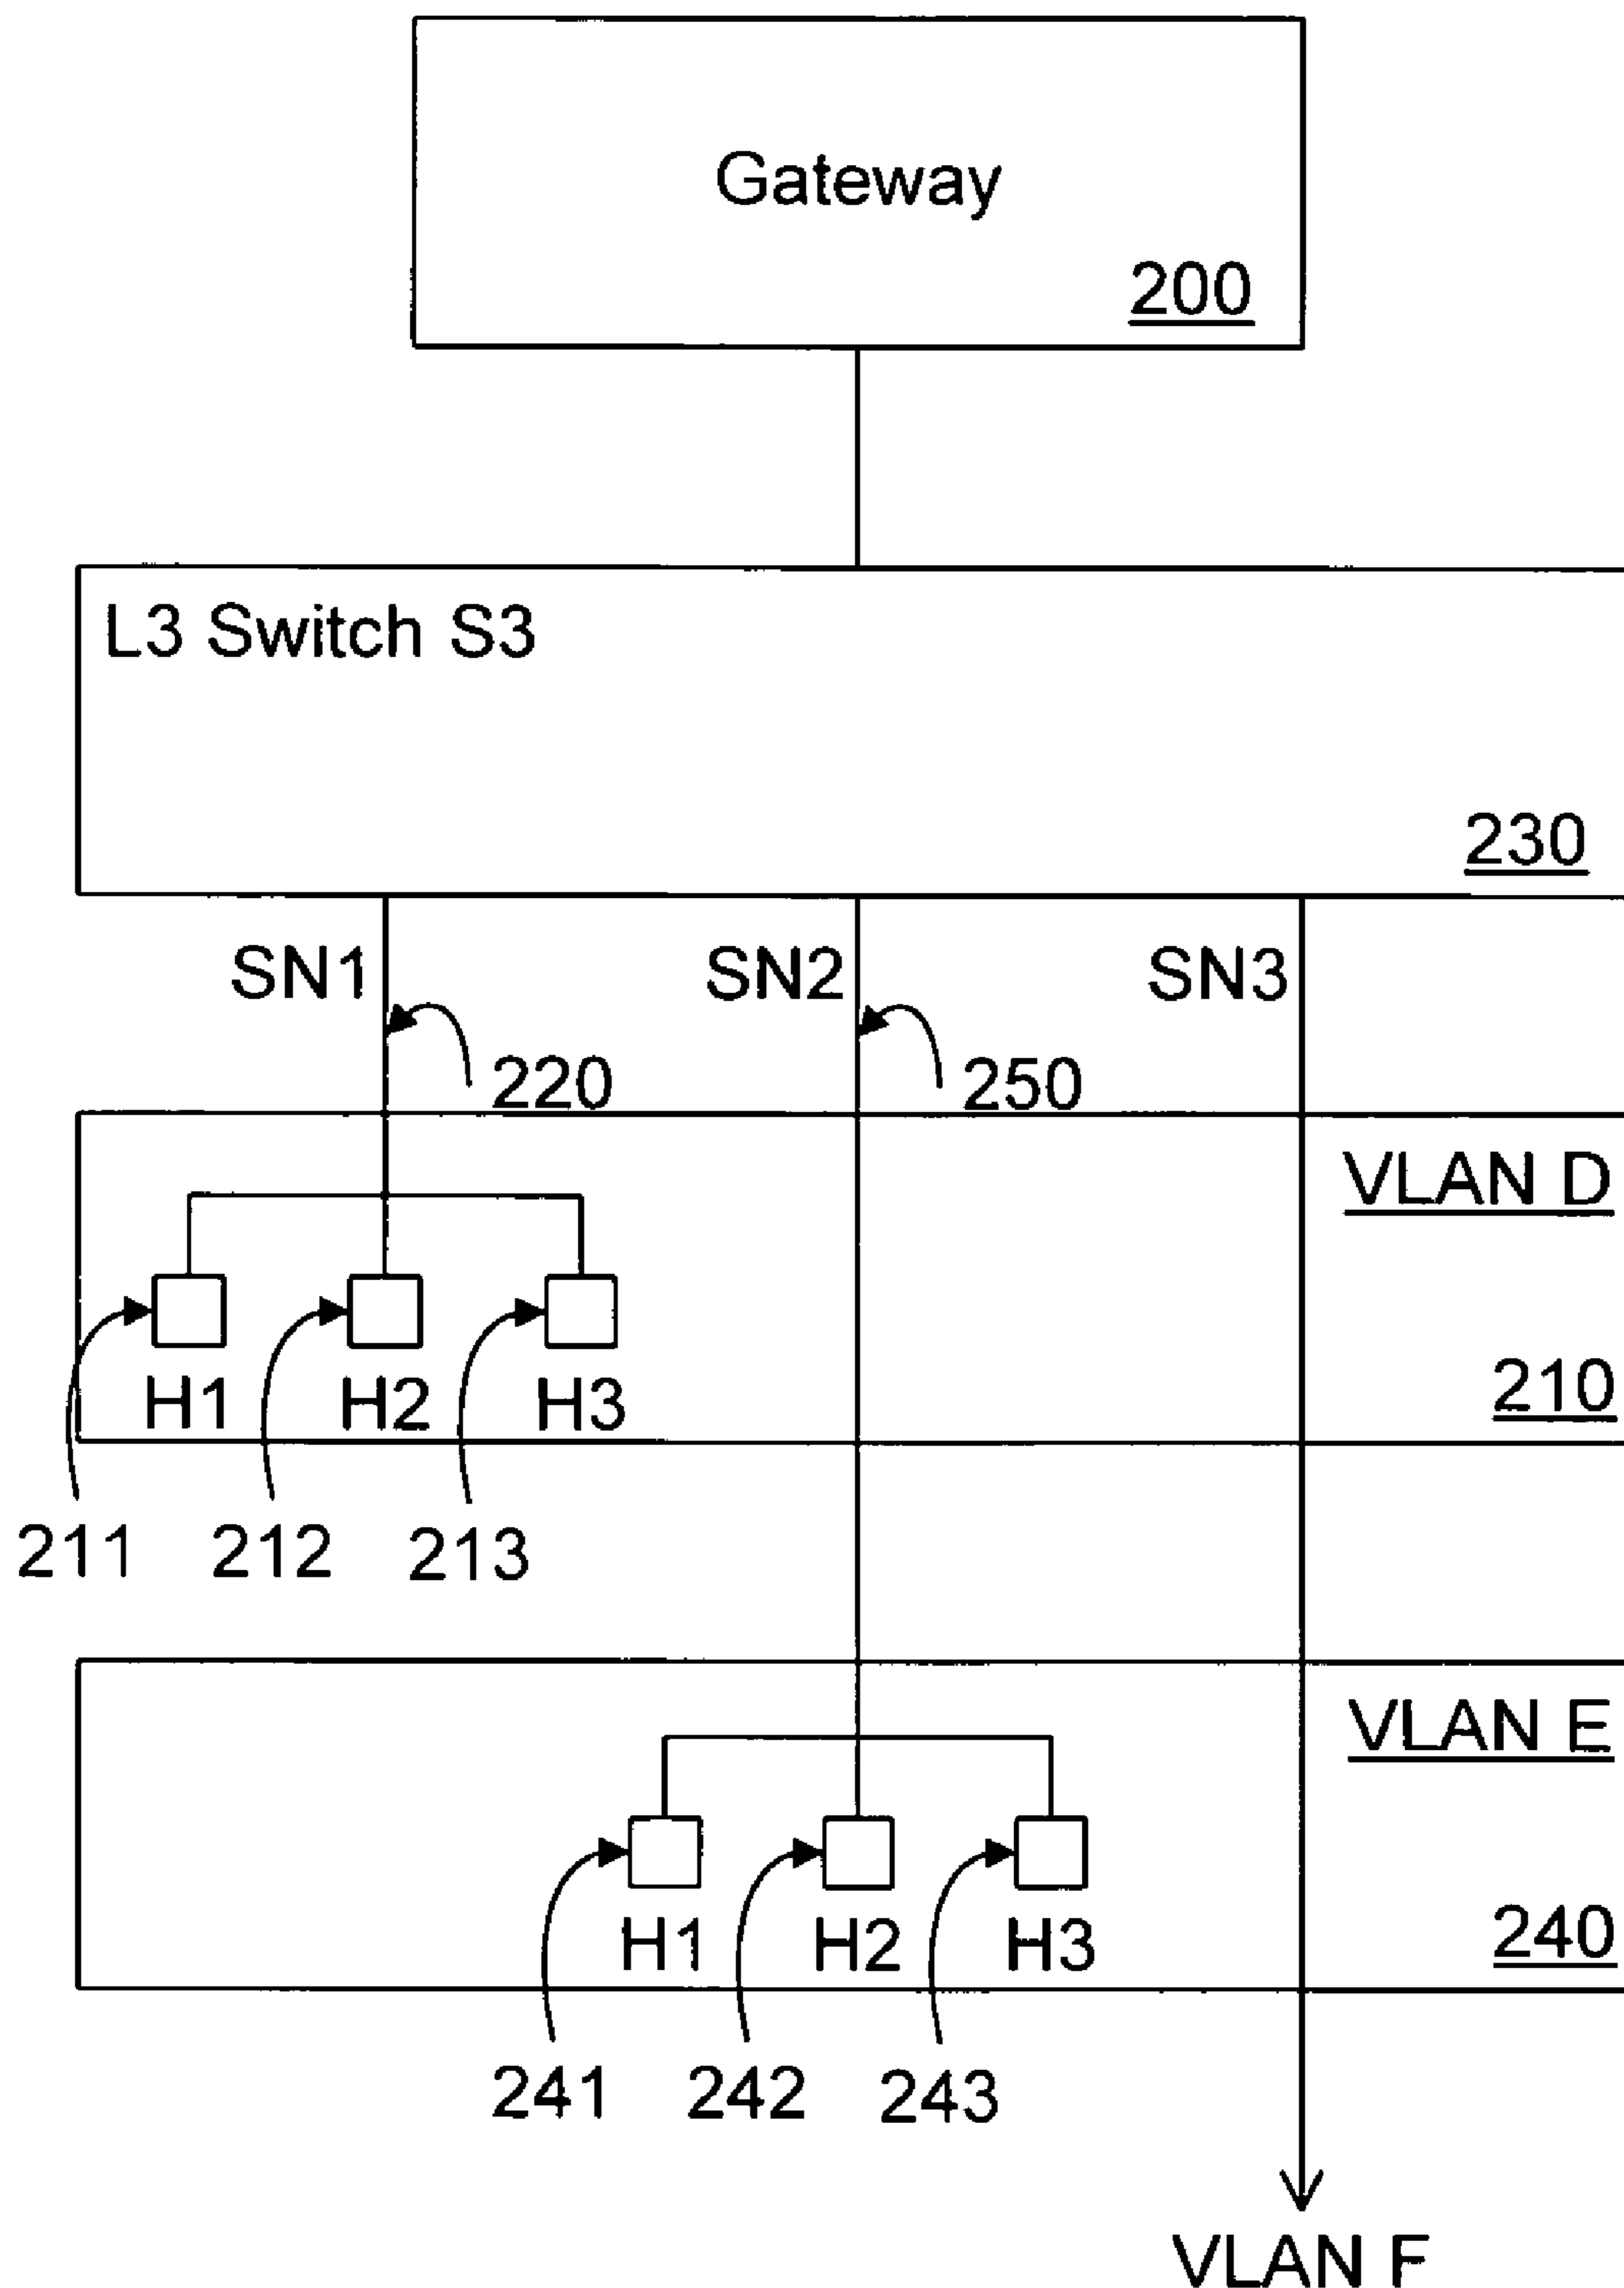 Gateway
200
L3 Switch S3
230
SN1
SN2
SN3
220
250
VLAN D
210
H1
H2
H3
211
212
213
VLAN E
240
H1
H2
H3
241
242
243
VLAN F